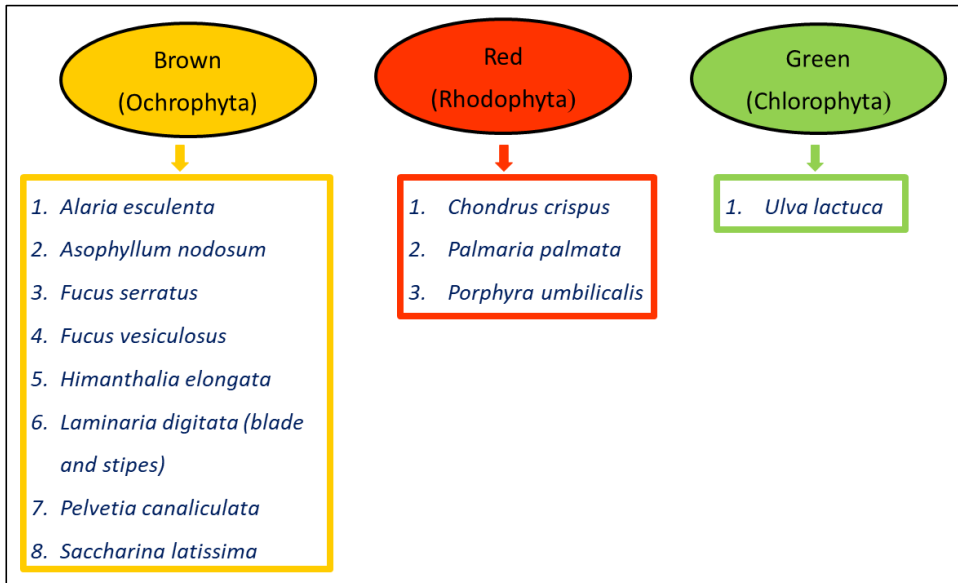 Brown
(Ochrophyta)
1. Alaria esculenta
2. Asophyllum nodosum
3. Fucus serratus
4. Fucus vesiculosus
5. Himanthalia elongata
6. Laminaria digitata (blade
and stipes)
7. Pelvetia canaliculata
8. Saccharina latissima
Red
(Rhodophyta)
1. Chondrus crispus
2. Palmaria palmata
3. Porphyra umbilicalis
Green
(Chlorophyta)
1. Ulva lactuca